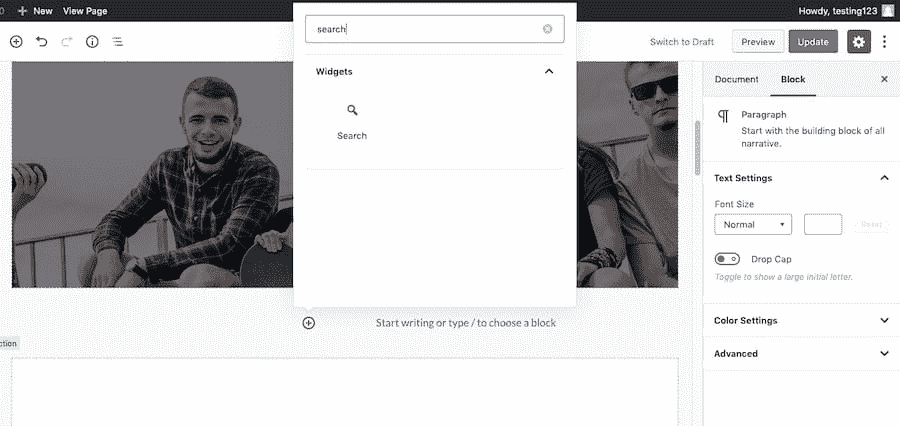 New View Page Howdy, testing123
Switch to Draft Preview Update
search
Widgets
Search
Document Block
Paragraph
Start with the building block of all
narrative.
Text Settings
Font Size
Normal Reset
Drop Cap
Toggle to show a large initial letter.
Color Settings
Advanced
Start writing or type / to choose a block
ction